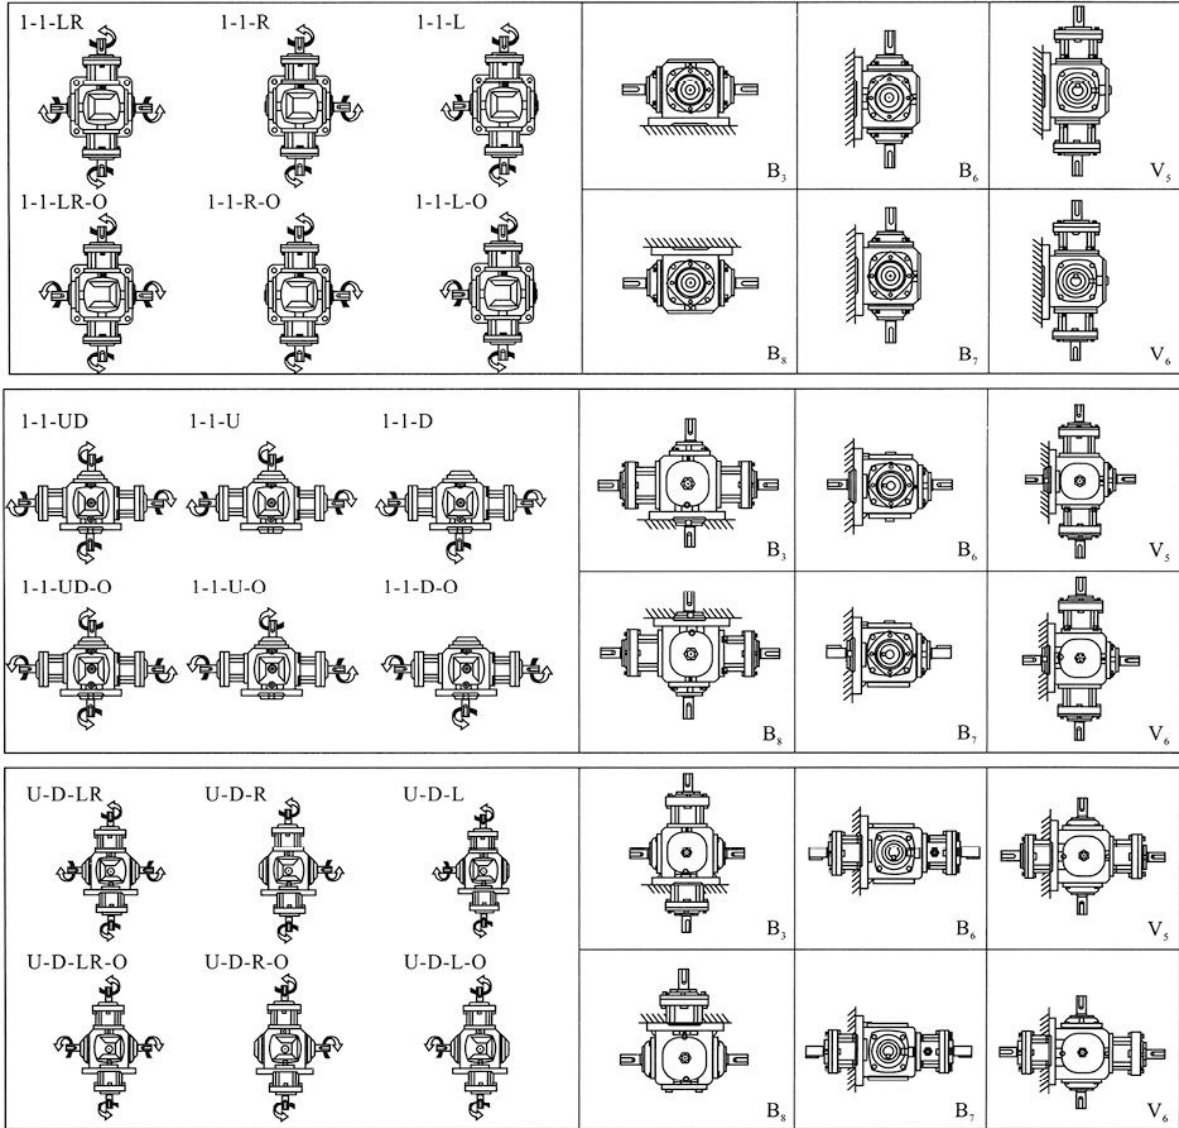 1-1-LR 1-1-R 1-1-L
B₃ B₆ V₅
1-1-LR-O 1-1-R-O 1-1-L-O
B₈ B₇ V₆
1-1-UD 1-1-U 1-1-D
B₃ B₆ V₅
1-1-UD-O 1-1-U-O 1-1-D-O
B₈ B₇ V₆
U-D-LR U-D-R U-D-L
B₃ B₆ V₅
U-D-LR-O U-D-R-O U-D-L-O
B₈ B₇ V₆